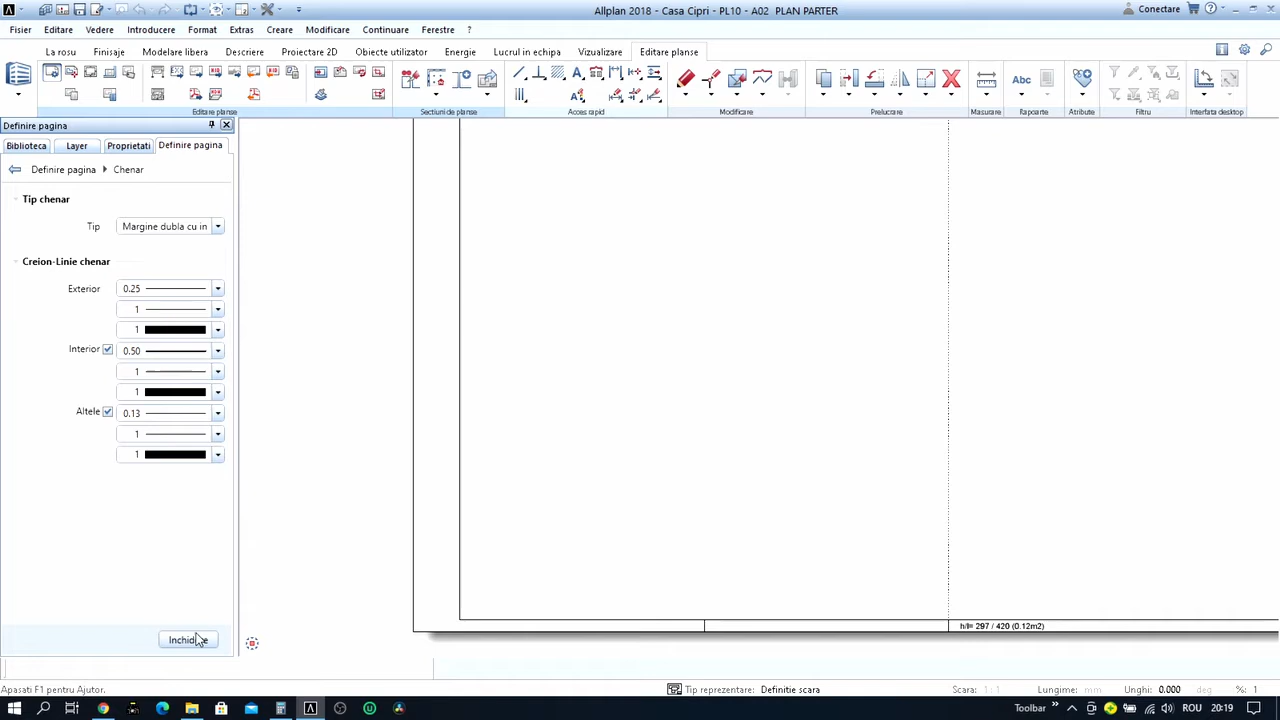 Allplan 2018 - Casa Cipri - PL10 - A02 PLAN PARTER
Conectare
Fisier Editare Vedere Introducere Format Extras Creare Modificare Continuare Ferestre ?
La rosu Finisaje Modelare libera Descriere Proiectare 2D Obiecte utilizator Energie Lucrul in echipa Vizualizare Editare planse
Abc
Editare planse Sectiuni de planse Acces rapid Modificare Prelucrare Masurare Rapoarte Atribute Filtru Interfata desktop
Definire pagina
Biblioteca Layer Proprietati Definire pagina
Definire pagina Chenar
Tip chenar
Tip Margine dubla cu in
Creion-Linie chenar
Exterior 0.25
1
1
Interior 0.50
1
1
Altele 0.13
1
1
h/l= 297 / 420 (0.12m2)
Apasati F1 pentru Ajutor.
Tip reprezentare: Definitie scara Scara: 1:1 Lungime: mm Unghi: 0.000 deg %: 1
Toolbar » ROU 20:19